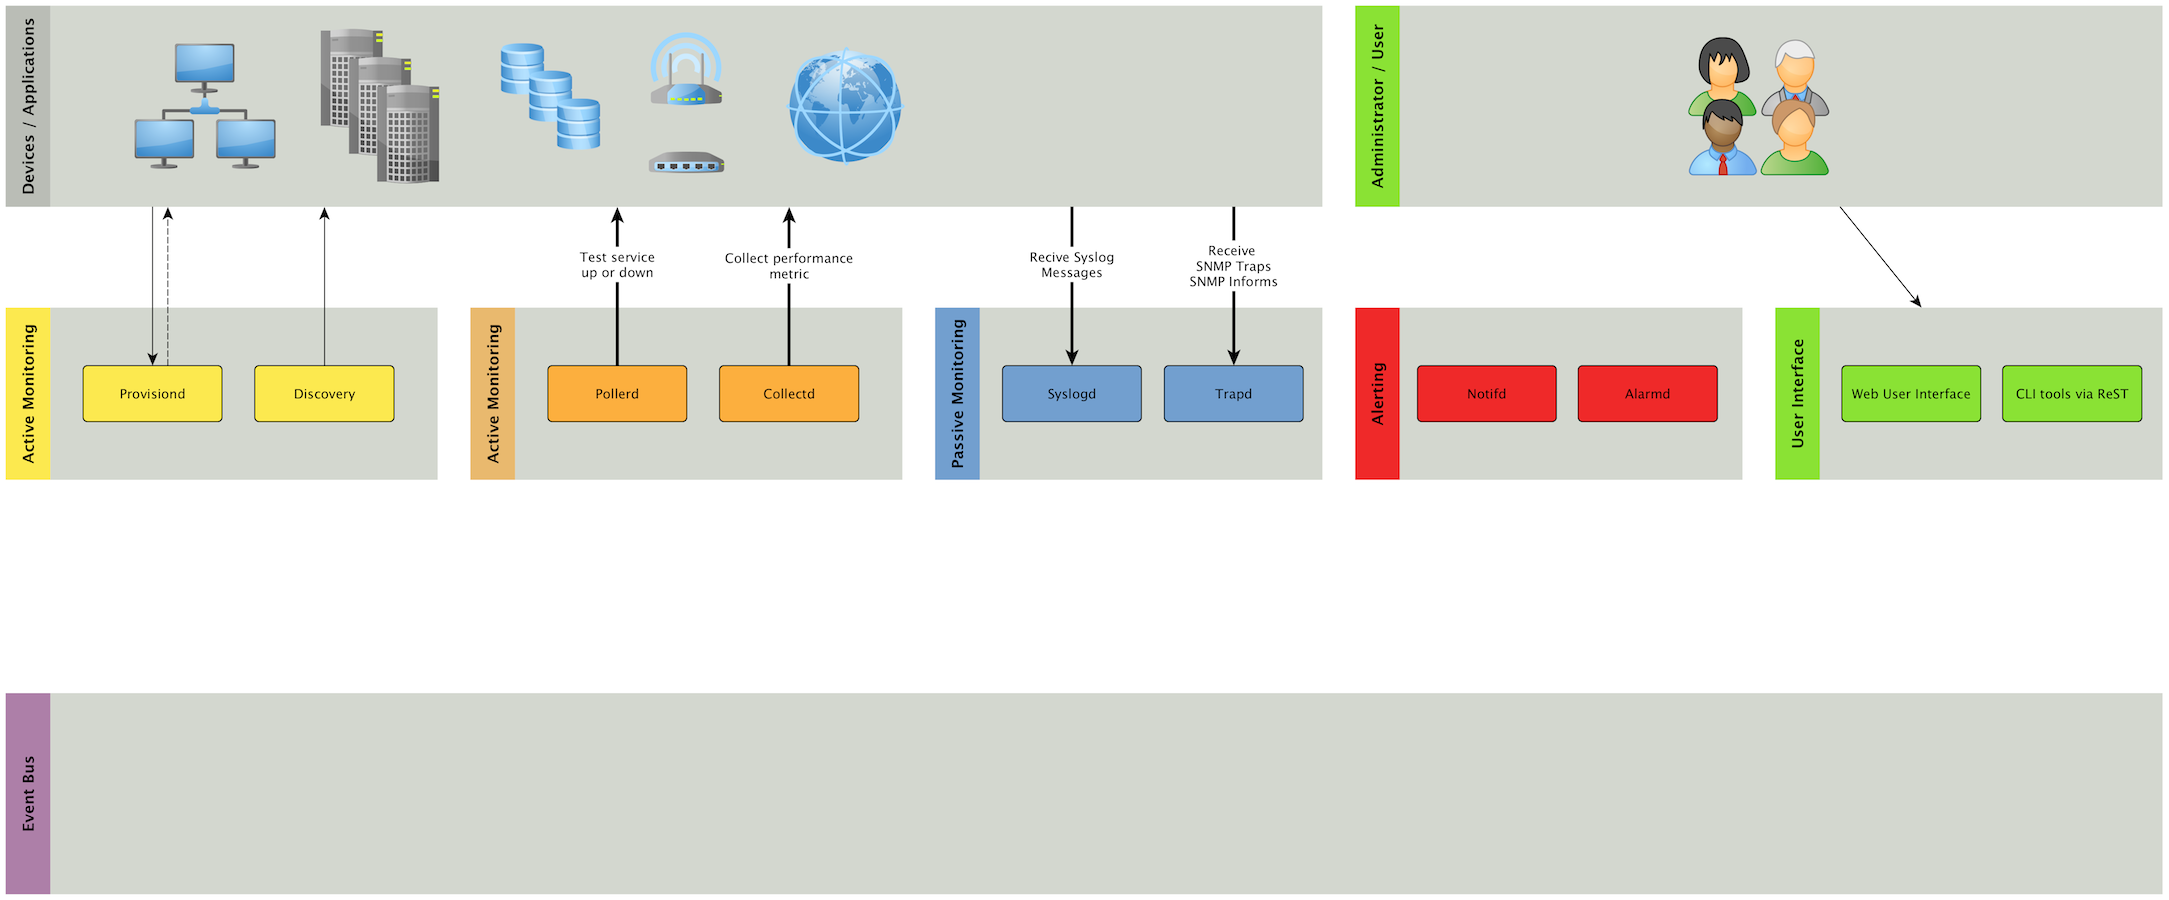 Devices / Applications
Administrator / User
Test service
up or down
Collect performance
metric
Recive Syslog
Messages
Receive
SNMP Traps
SNMP Informs
Active Monitoring
Provisiond
Discovery
Active Monitoring
Pollerd
Collectd
Passive Monitoring
Syslogd
Trapd
Alerting
Notifd
Alarmd
User Interface
Web User Interface
CLI tools via ReST
Event Bus